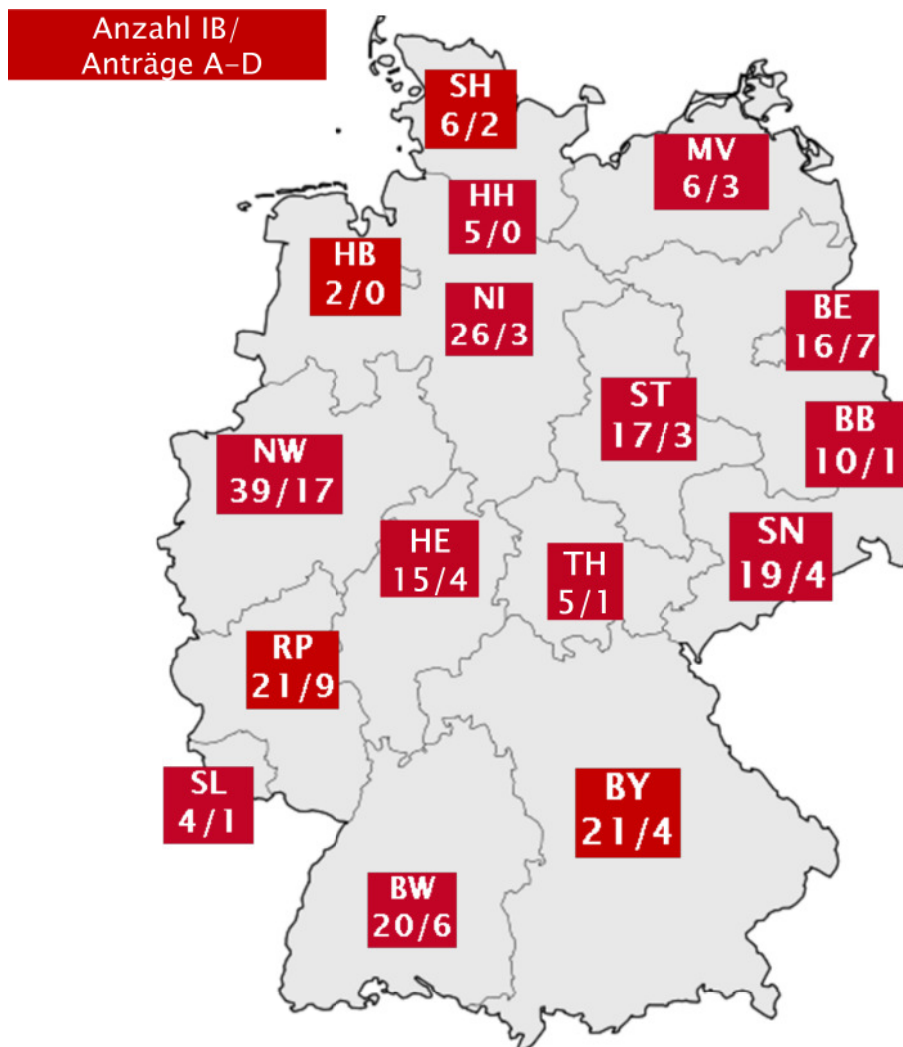 Anzahl IB/
Anträge A-D
SH
6/2
MV
6/3
HH
5/0
HB
2/0
NI
26/3
BE
16/7
ST
17/3
BB
10/1
NW
39/17
HE
15/4
TH
5/1
SN
19/4
RP
21/9
SL
4/1
BY
21/4
BW
20/6